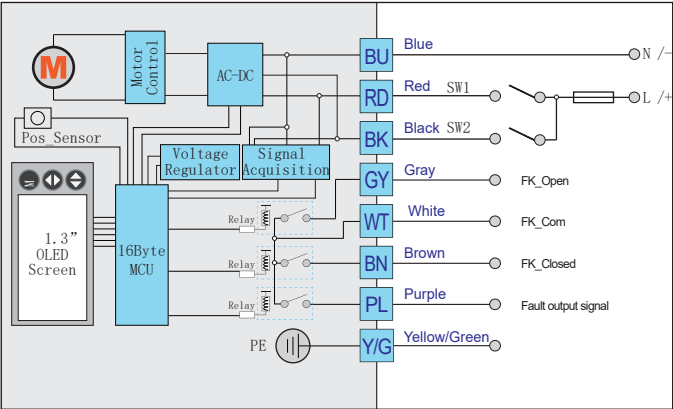 M
Motor
Control
AC-DC
Pos_Sensor
Voltage
Regulator
Signal
Acquisition
1.3”
OLED
Screen
16Byte
MCU
Relay
Relay
Relay
PE
BU
Blue
N /-
RD
Red
SW1
L /+
BK
Black
SW2
GY
Gray
FK_Open
WT
White
FK_Com
BN
Brown
FK_Closed
PL
Purple
Fault output signal
Y/G
Yellow/Green